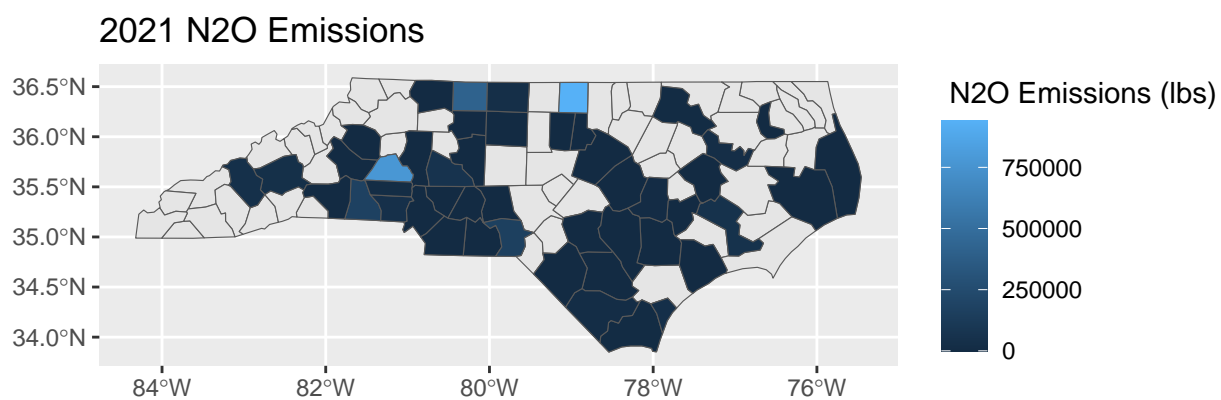 2021 N2O Emissions
36.5°N
36.0°N
35.5°N
35.0°N
34.5°N
34.0°N
84°W
82°W
80°W
78°W
76°W
N2O Emissions (lbs)
750000
500000
250000
0